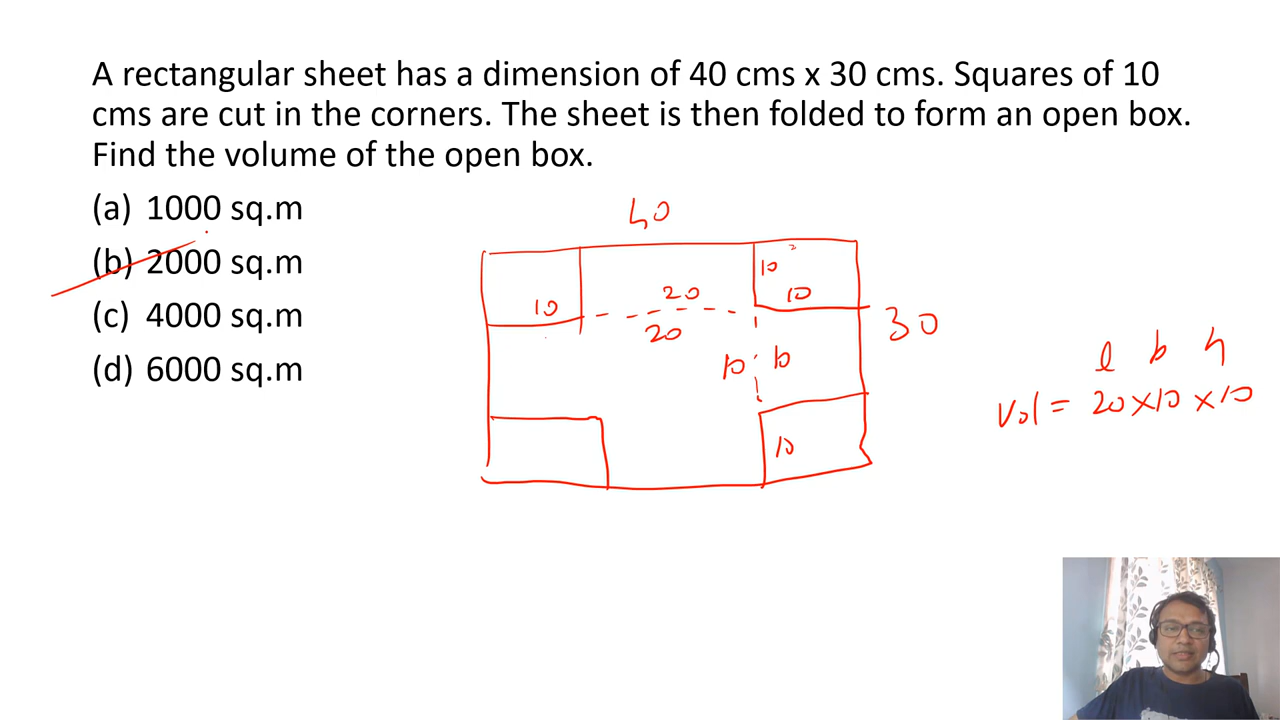 A rectangular sheet has a dimension of 40 cms x 30 cms. Squares of 10
cms are cut in the corners. The sheet is then folded to form an open box.
Find the volume of the open box.
(a) 1000 sq.m
(b) 2000 sq.m
(c) 4000 sq.m
(d) 6000 sq.m
40
10
10
10
20
20
30
10
10
10
l b h
Vol = 20 x 10 x 10